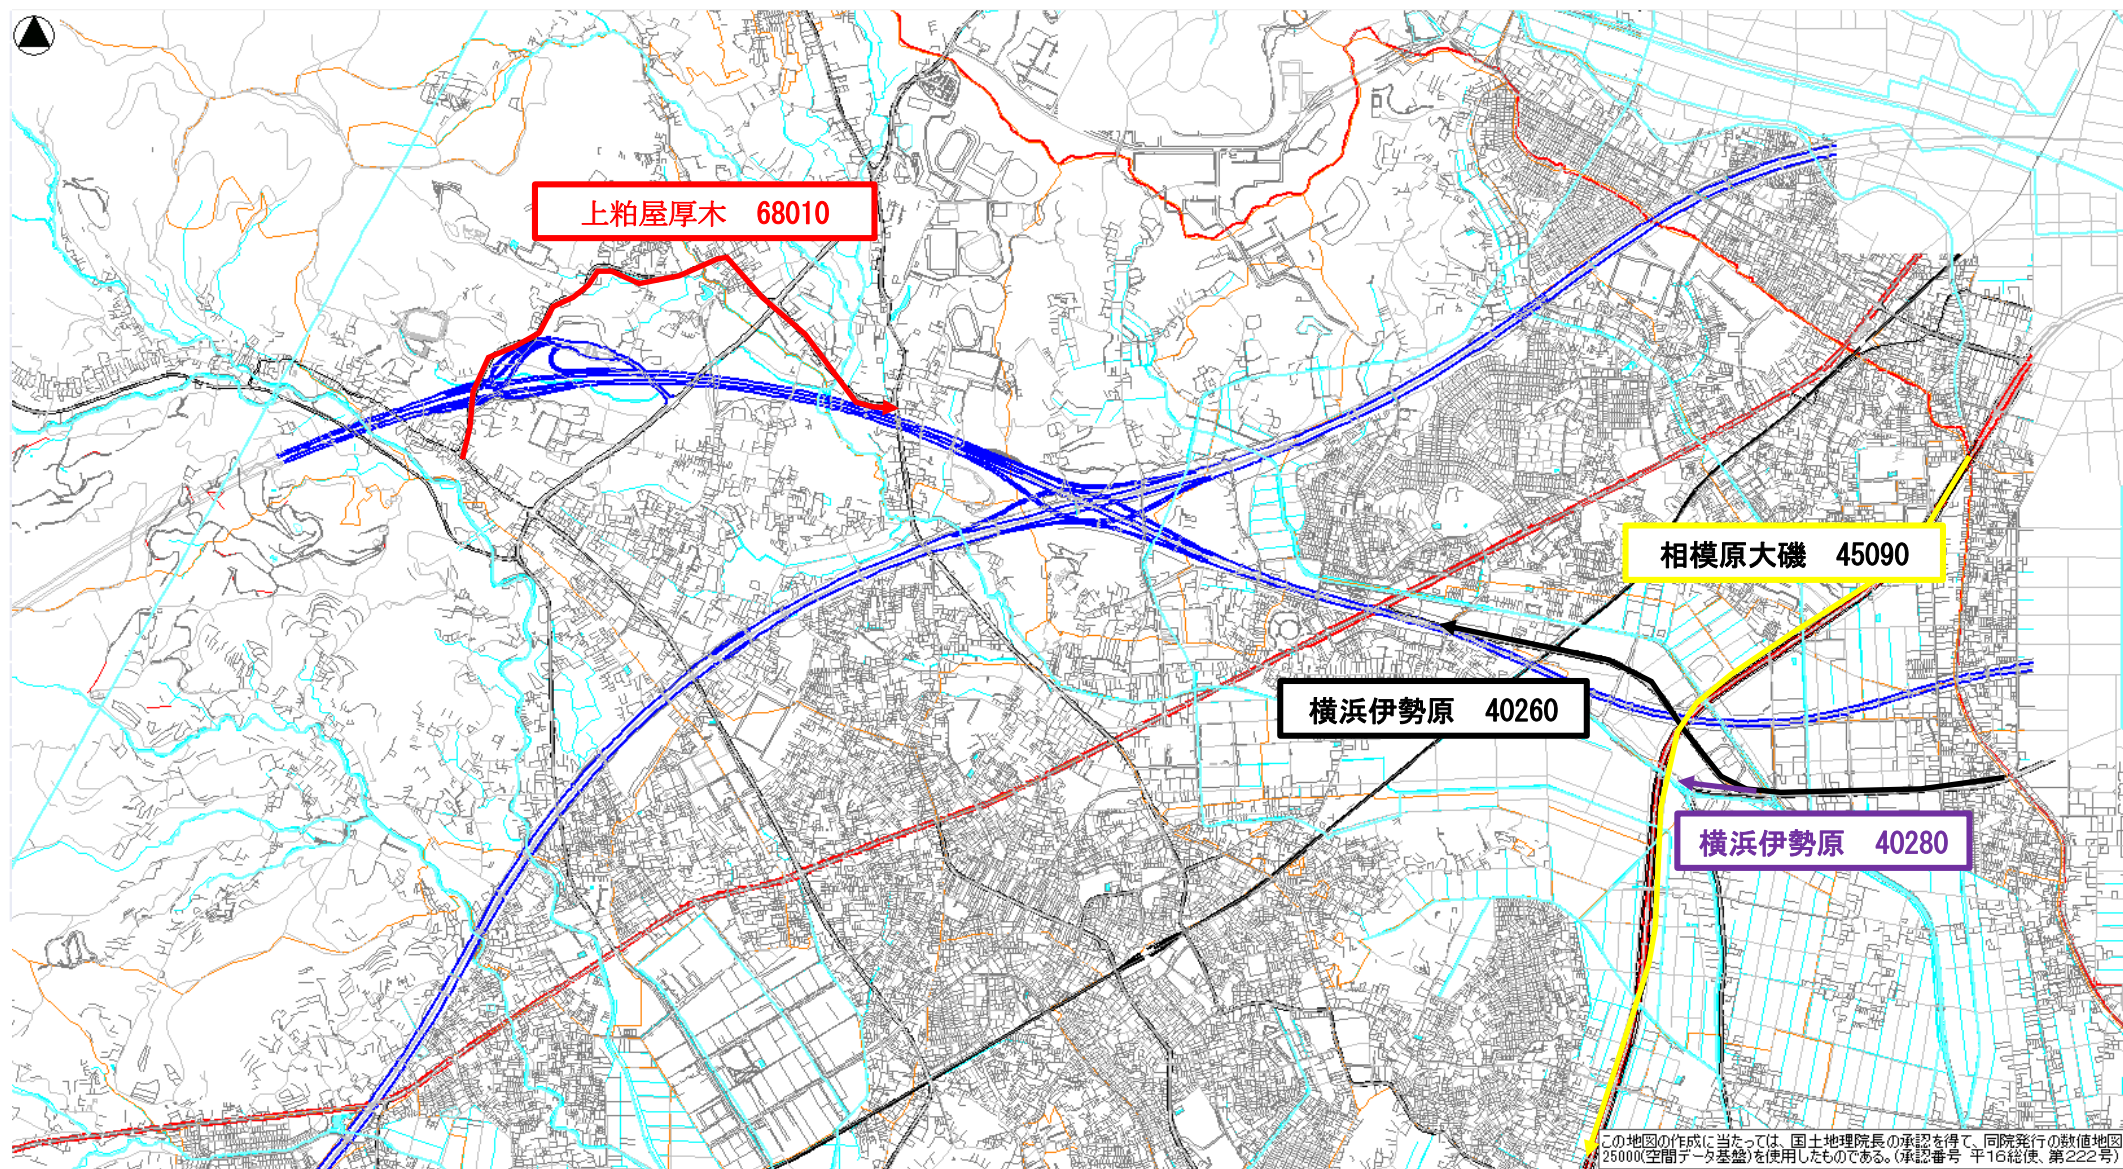 上粕屋厚木 68010
相模原大磯 45090
横浜伊勢原 40260
横浜伊勢原 40280
この地図の作成に当たっては、国土地理院長の承認を得て、同院発行の数値地図
25000(空間データ基盤)を使用したものである。(承認番号 平16総使、第222号)